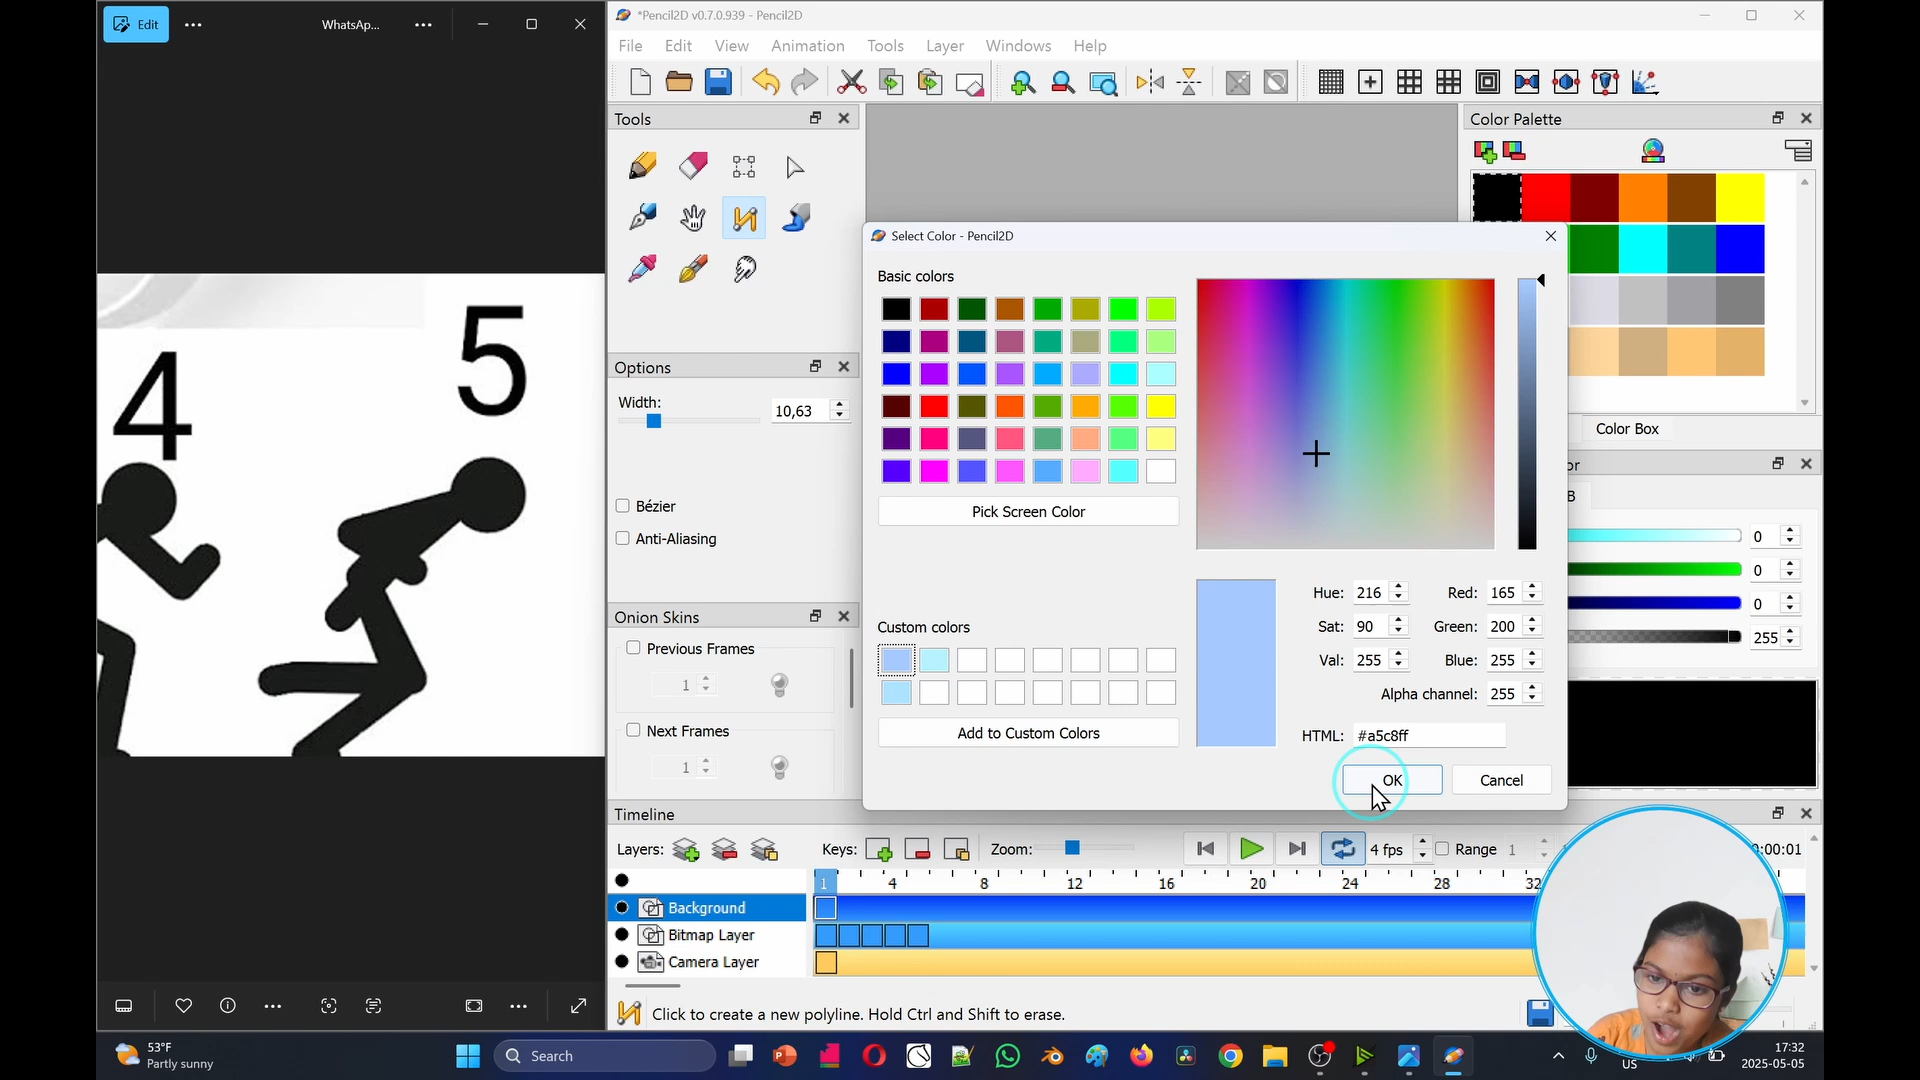 Edit
WhatsAp...
4
5
*Pencil2D v0.7.0.939 - Pencil2D
File Edit View Animation Tools Layer Windows Help
Tools
Options
Width: 10,63
Bézier
Anti-Aliasing
Onion Skins
Previous Frames
1
Next Frames
1
Select Color - Pencil2D
Basic colors
Pick Screen Color
Custom colors
Add to Custom Colors
Hue: 216 Red: 165
Sat: 90 Green: 200
Val: 255 Blue: 255
Alpha channel: 255
HTML: #a5c8ff
OK Cancel
Color Palette
Color Box
or
B
0
0
0
255
Timeline
Layers: Keys: Zoom: 4 fps Range 1 0:00:01
1 4 8 12 16 20 24 28 32
Background
Bitmap Layer
Camera Layer
Click to create a new polyline. Hold Ctrl and Shift to erase.
53°F
Partly sunny
Search
US
17:32
2025-05-05